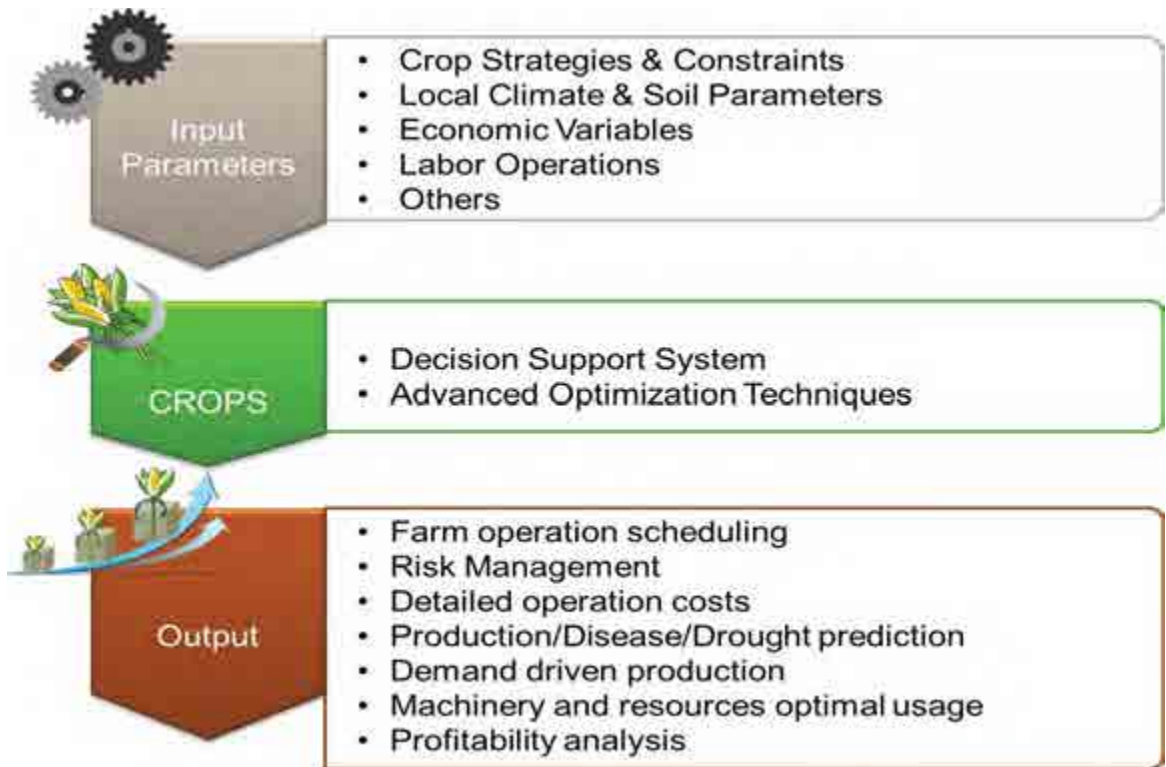 Input
Parameters
• Crop Strategies & Constraints
• Local Climate & Soil Parameters
• Economic Variables
• Labor Operations
• Others
CROPS
• Decision Support System
• Advanced Optimization Techniques
Output
• Farm operation scheduling
• Risk Management
• Detailed operation costs
• Production/Disease/Drought prediction
• Demand driven production
• Machinery and resources optimal usage
• Profitability analysis